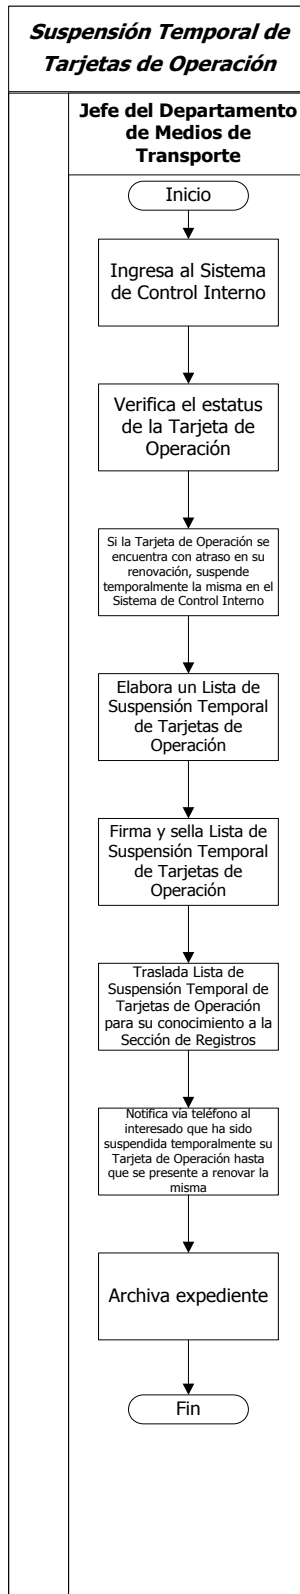 Suspensión Temporal de
Tarjetas de Operación
Jefe del Departamento
de Medios de
Transporte
Inicio
Ingresa al Sistema
de Control Interno
Verifica el estatus
de la Tarjeta de
Operación
Si la Tarjeta de Operación se
encuentra con atraso en su
renovación, suspende
temporalmente la misma en el
Sistema de Control Interno
Elabora un Lista de
Suspensión Temporal
de Tarjetas de
Operación
Firma y sella Lista de
Suspensión Temporal
de Tarjetas de
Operación
Traslada Lista de
Suspensión Temporal de
Tarjetas de Operación
para su conocimiento a la
Sección de Registros
Notifica vía teléfono al
interesado que ha sido
suspendida temporalmente su
Tarjeta de Operación hasta
que se presente a renovar la
misma
Archiva expediente
Fin